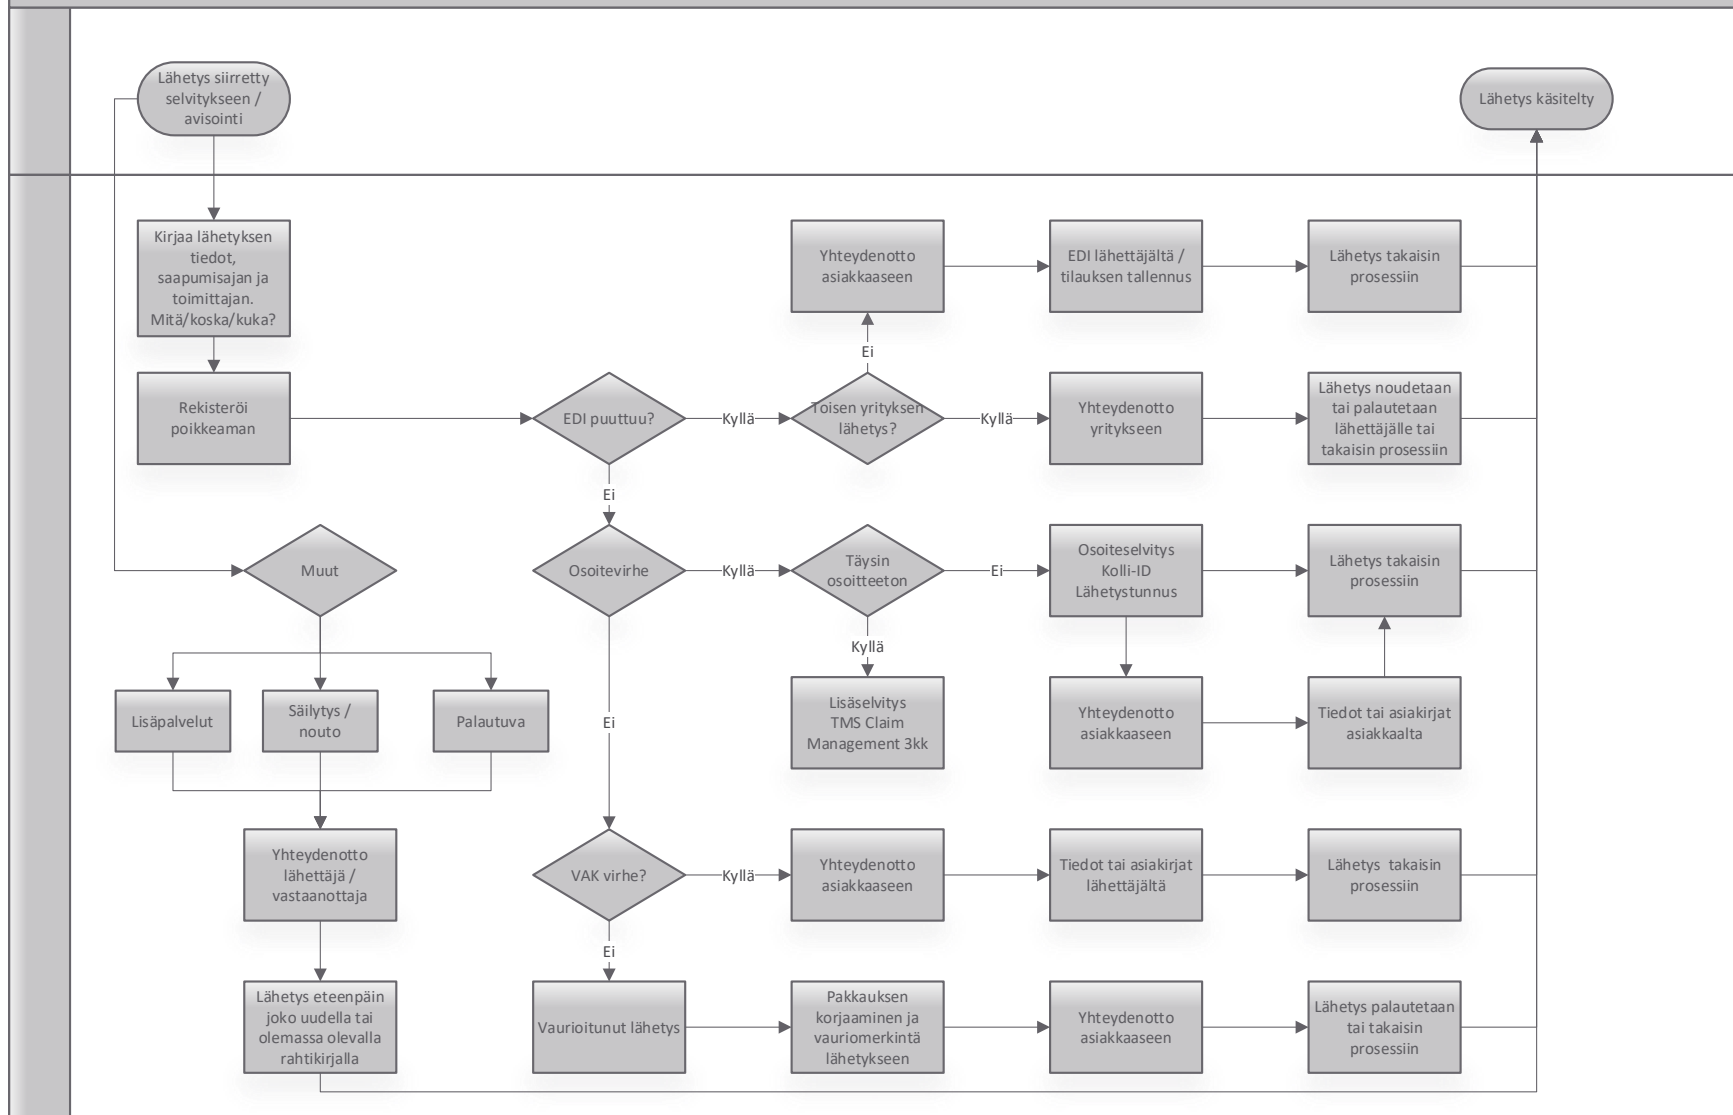 Lähetys siirretty
selvitykseen /
avisointi
Lähetys käsitelty
Kirjaa lähetyksen
tiedot,
saapumisajan ja
toimittajan.
Mitä/koska/kuka?
Yhteydenotto
asiakkaaseen
EDI lähettäjältä /
tilauksen tallennus
Lähetys takaisin
prosessiin
Ei
Rekisteröi
poikkeaman
EDI puuttuu?
Kyllä
Toisen yrityksen
lähetys?
Kyllä
Yhteydenotto
yritykseen
Lähetys noudetaan
tai palautetaan
lähettäjälle tai
takaisin prosessiin
Ei
Muut
Osoitevirhe
Kyllä
Täysin
osoitteeton
Ei
Osoiteselvitys
Kolli-ID
Lähetystunnus
Lähetys takaisin
prosessiin
Kyllä
Lisäpalvelut
Säilytys /
nouto
Palautuva
Ei
Lisäselvitys
TMS Claim
Management 3kk
Yhteydenotto
asiakkaaseen
Tiedot tai asiakirjat
asiakkaalta
Yhteydenotto
lähettäjä /
vastaanottaja
VAK virhe?
Kyllä
Yhteydenotto
asiakkaaseen
Tiedot tai asiakirjat
lähettäjältä
Lähetys takaisin
prosessiin
Ei
Lähetys eteenpäin
joko uudella tai
olemassa olevalla
rahtikirjalla
Vaurioitunut lähetys
Pakkauksen
korjaaminen ja
vauriomerkintä
lähetykseen
Yhteydenotto
asiakkaaseen
Lähetys palautetaan
tai takaisin
prosessiin